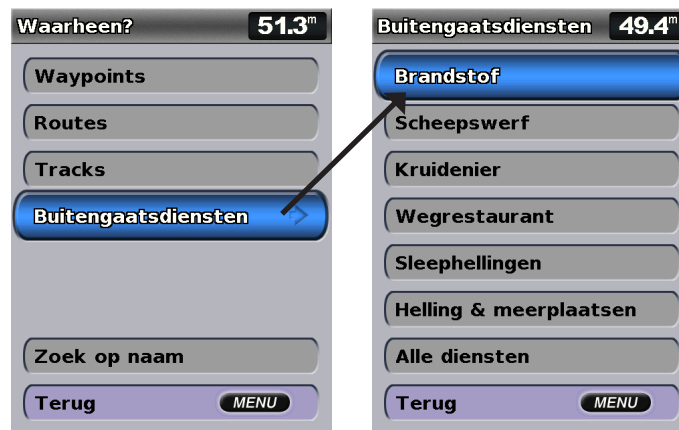 Waarheen? 51.3m
Waypoints
Routes
Tracks
Buitengaatsdiensten
Zoek op naam
Terug MENU
Buitengaatsdiensten 49.4m
Brandstof
Scheepswerf
Kruidenier
Wegrestaurant
Sleephellingen
Helling & meerplaatsen
Alle diensten
Terug MENU